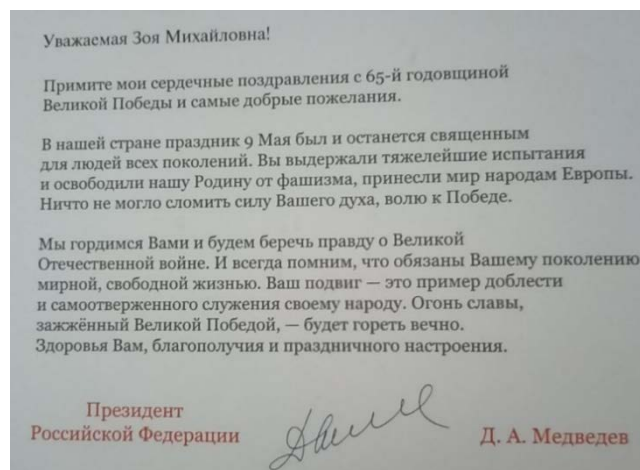 Уважаемая Зоя Михайловна!
Примите мои сердечные поздравления с 65-й годовщиной
Великой Победы и самые добрые пожелания.
В нашей стране праздник 9 Мая был и останется священным
для людей всех поколений. Вы выдержали тяжелейшие испытания
и освободили нашу Родину от фашизма, принесли мир народам Европы.
Ничто не могло сломить силу Вашего духа, волю к Победе.
Мы гордимся Вами и будем беречь правду о Великой
Отечественной войне. И всегда помним, что обязаны Вашему поколению
мирной, свободной жизнью. Ваш подвиг — это пример доблести
и самоотверженного служения своему народу. Огонь славы,
зажжённый Великой Победой, — будет гореть вечно.
Здоровья Вам, благополучия и праздничного настроения.
Президент
Российской Федерации
Д. А. Медведев